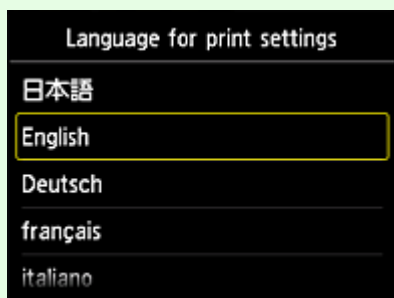 Language for print settings
日本語
English
Deutsch
français
italiano